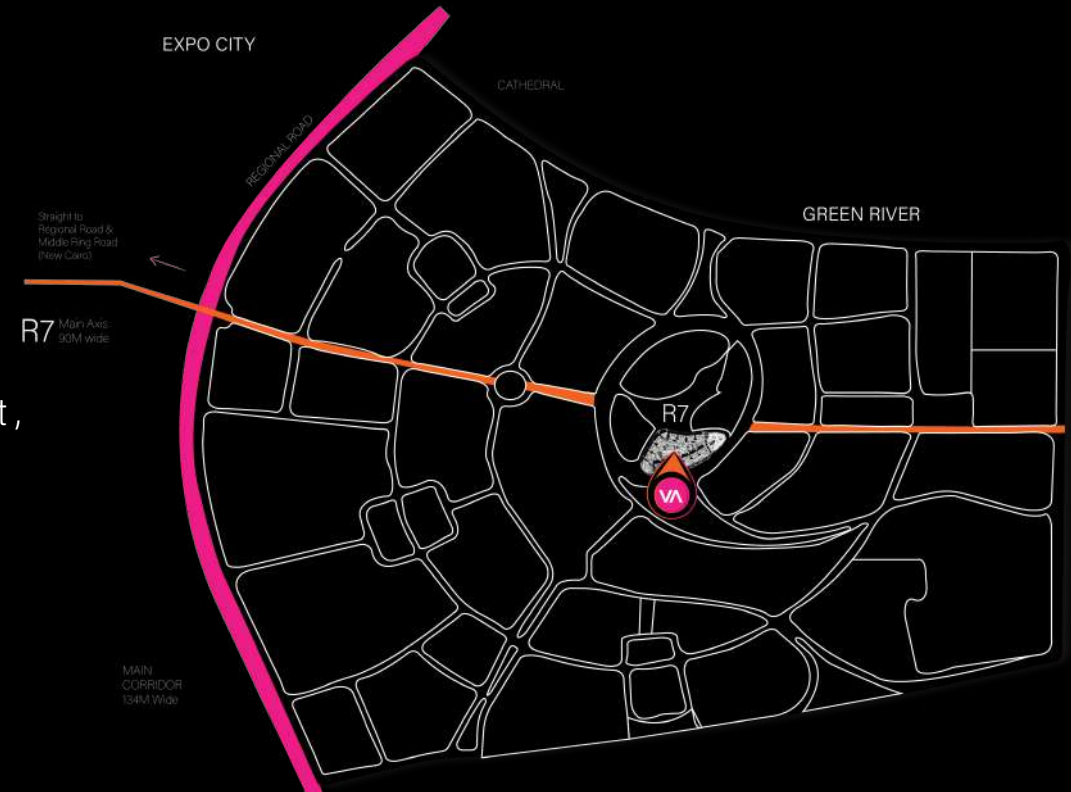 EXPO CITY
CATHEDRAL
REGIONAL ROAD
GREEN RIVER
Straight to
Regional Road &
Middle Ring Road
(New Cairo)
R7
Main Axis
90M wide
t ,
R7
VA
MAIN
CORRIDOR
134M Wide